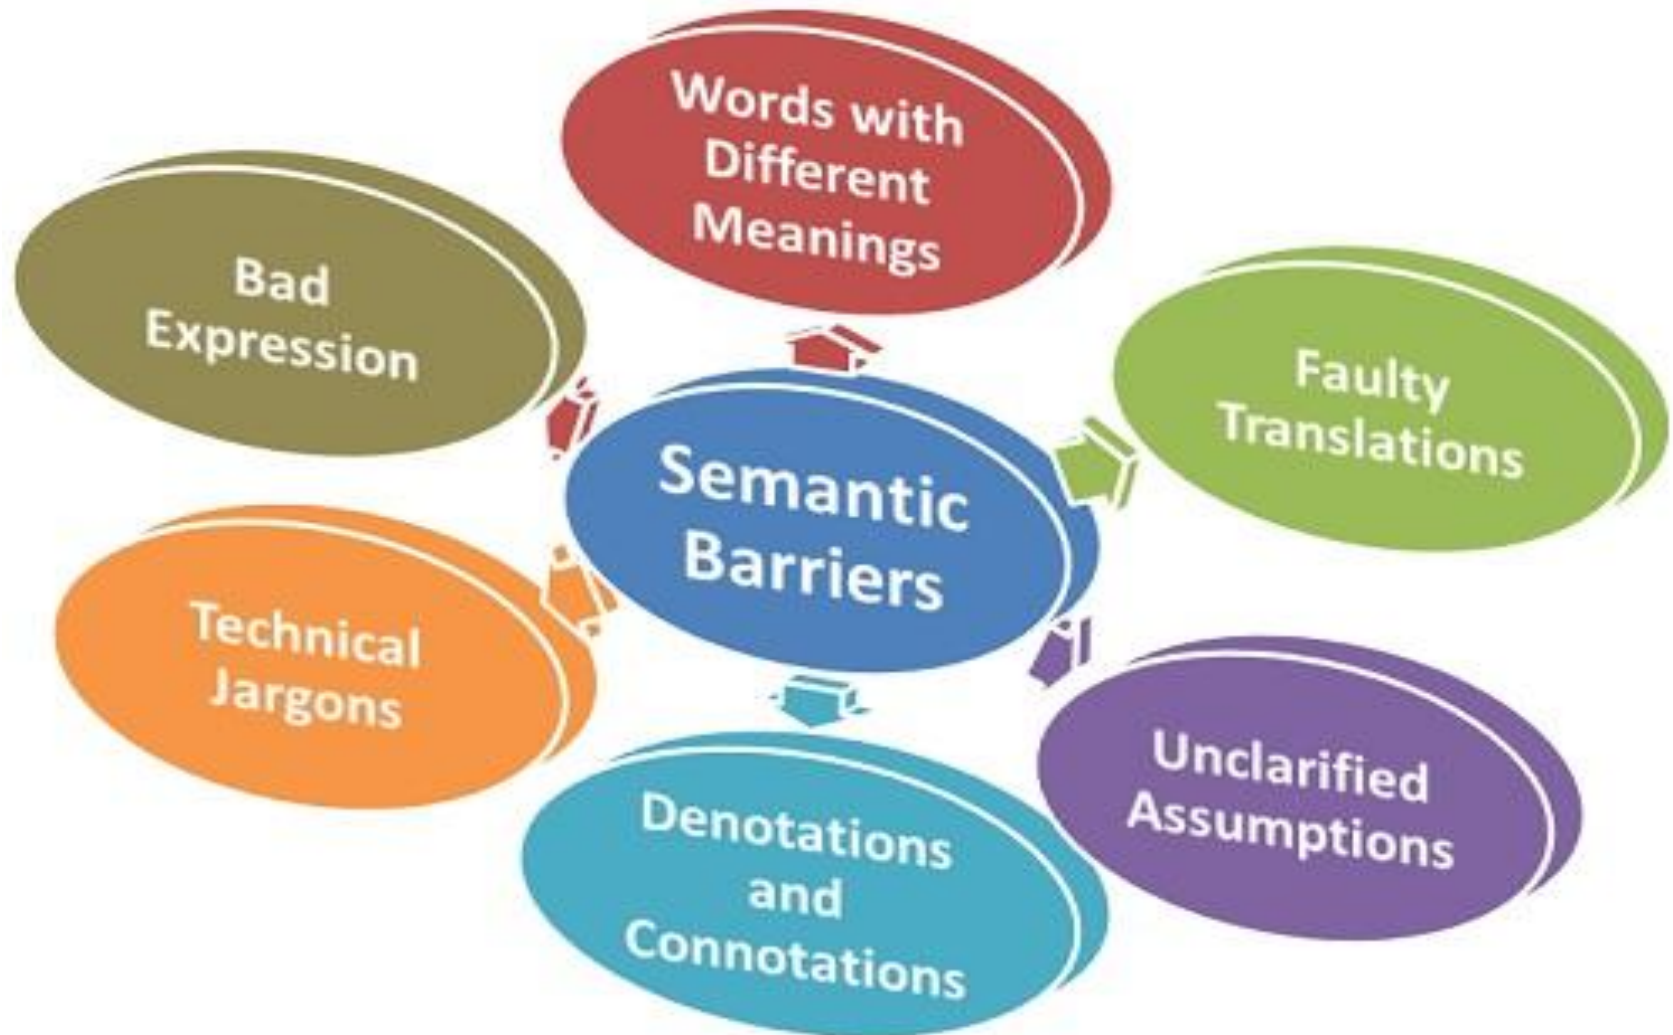 Words with
Different
Meanings
Bad
Expression
Faulty
Translations
Semantic
Barriers
Technical
Jargons
Unclarified
Assumptions
Denotations
and
Connotations